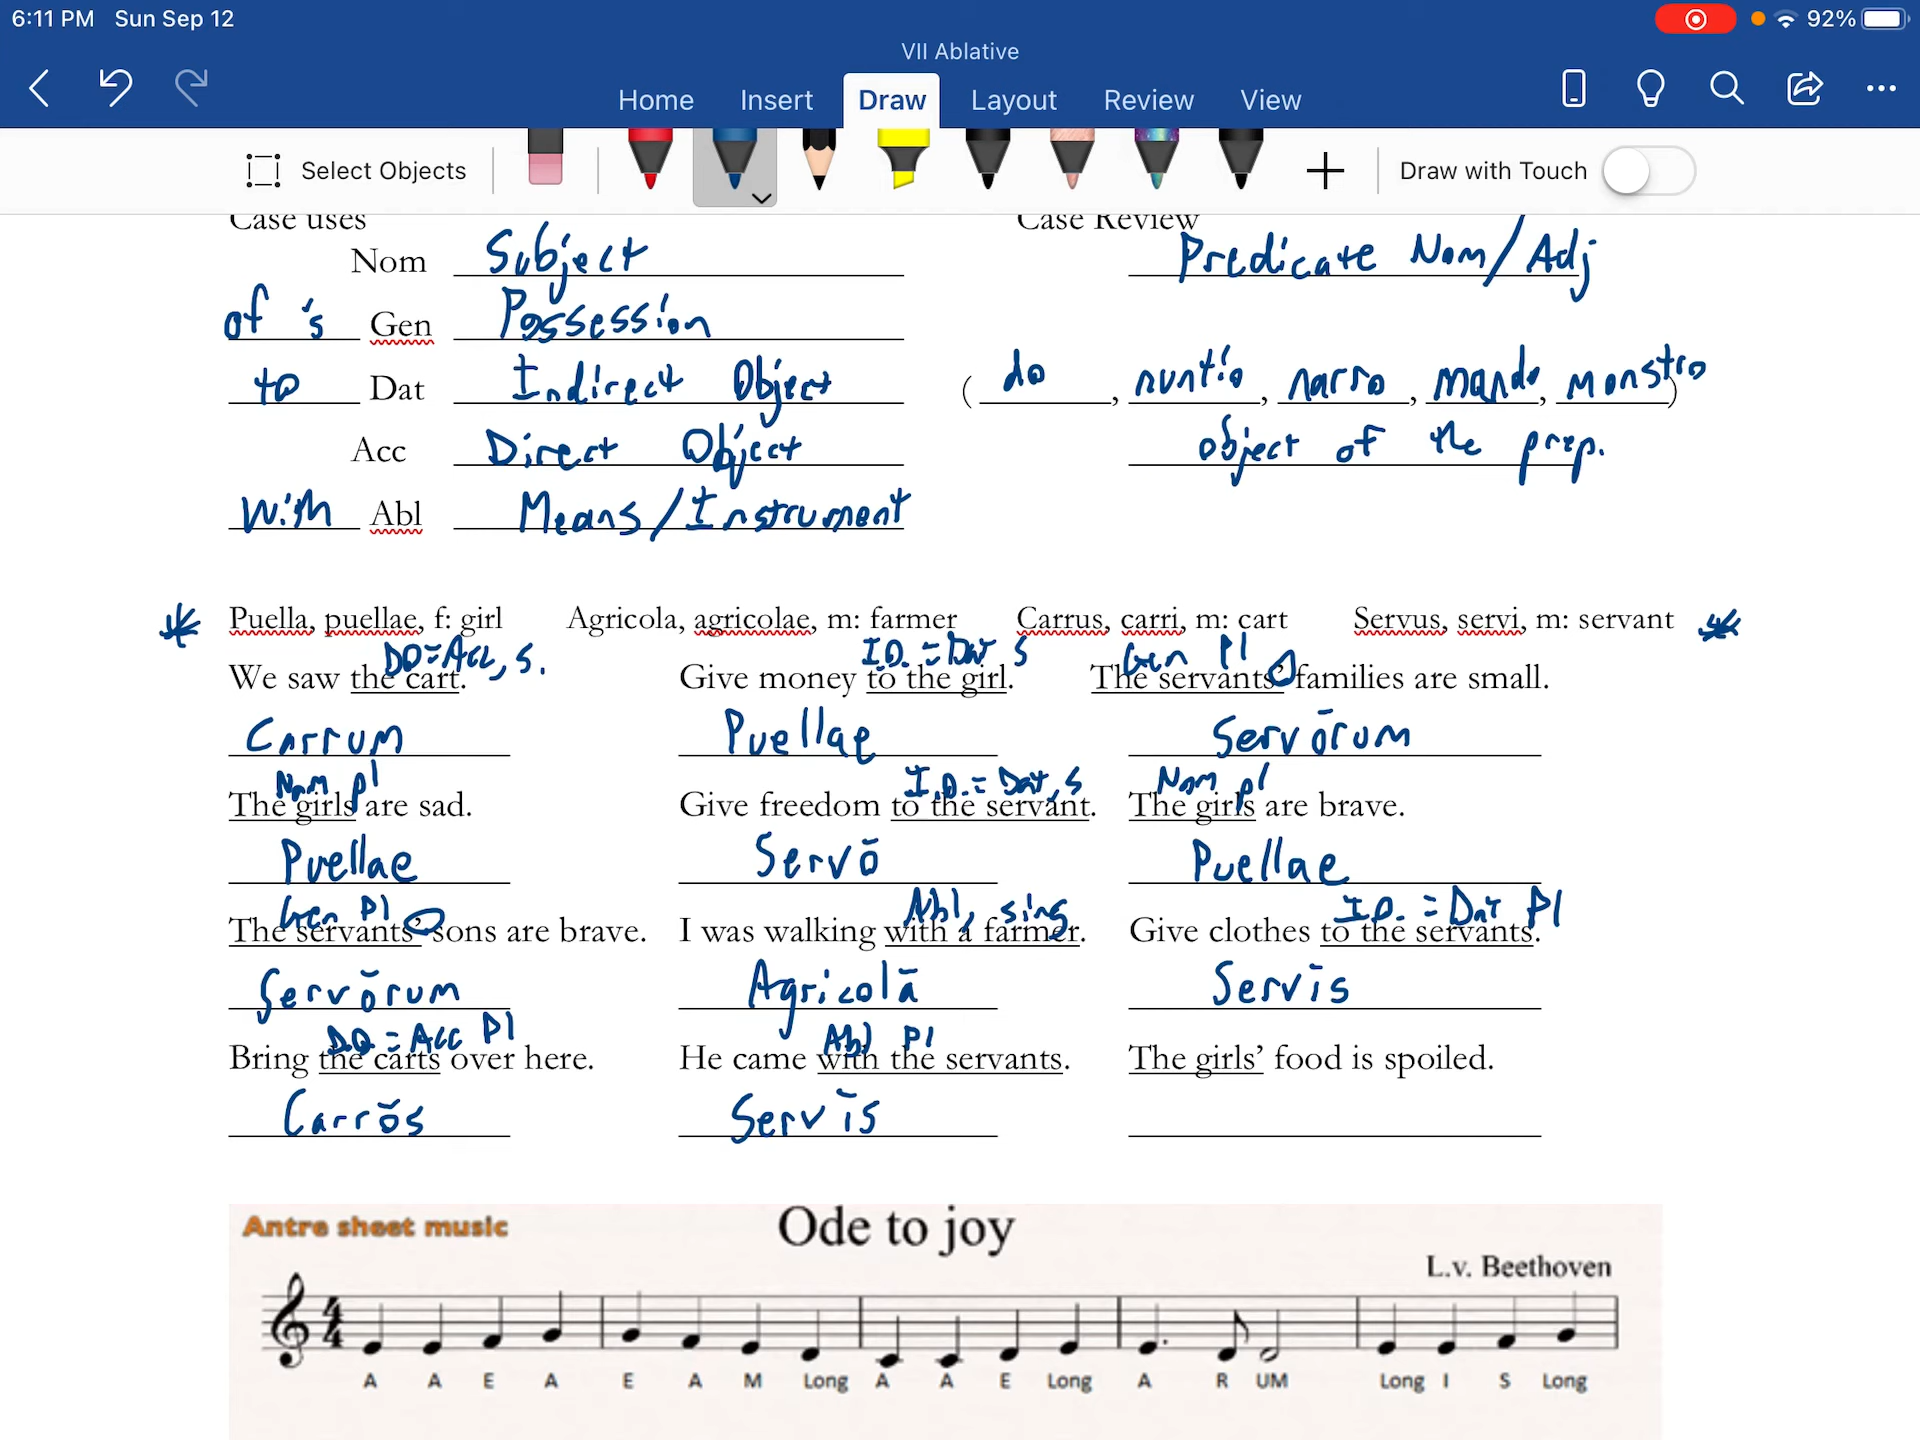 6:11 PM Sun Sep 12 92%
VII Ablative
Home Insert Draw Layout Review View
Select Objects Draw with Touch
Case uses Case Review
Nom Subject Predicate Nom/Adj
of 's Gen Possession
to Dat Indirect Object ( do , nuntio , narro , mando , monstro )
Acc Direct Object object of the prep.
With Abl Means/Instrument
Puella, puellae, f: girl Agricola, agricolae, m: farmer Carrus, carri, m: cart Servus, servi, m: servant
DO=Acc, s. I.O. = Dat S Gen Pl
We saw the cart. Give money to the girl. The servants' families are small.
Carrum Puellae Servōrum
Nom pl I.O. = Dat, S Nom pl
The girls are sad. Give freedom to the servant. The girls are brave.
Puellae Servō Puellae
Gen Pl Abl, sing I.O. = Dat Pl
The servants' sons are brave. I was walking with a farmer. Give clothes to the servants.
Servōrum Agricolā Servīs
D.O. = Acc Pl Abl Pl
Bring the carts over here. He came with the servants. The girls' food is spoiled.
Carrōs Servīs
Antre sheet music Ode to joy
L.v. Beethoven
A A E A E A M Long A A E Long A R UM Long I S Long